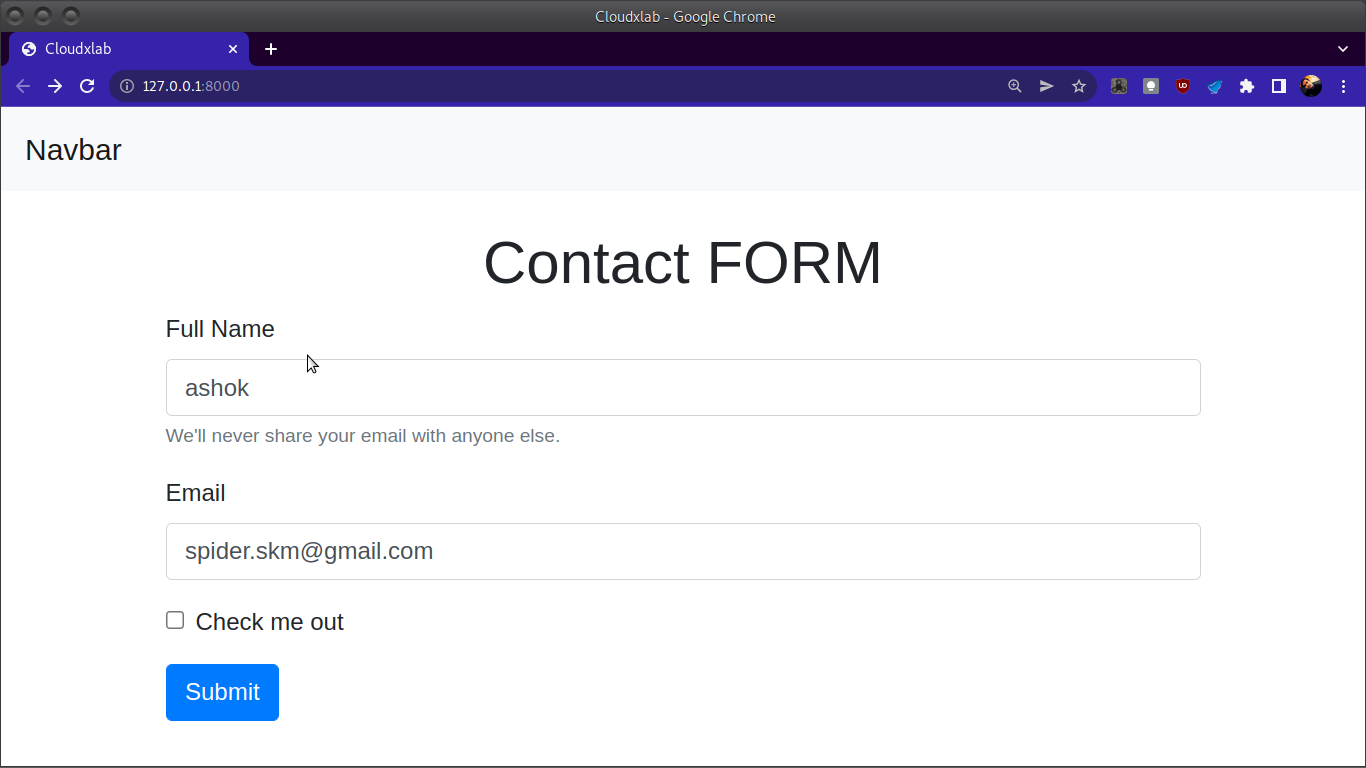 Cloudxlab - Google Chrome
Cloudxlab
127.0.0.1:8000
Navbar
Contact FORM
Full Name
ashok
We'll never share your email with anyone else.
Email
spider.skm@gmail.com
Check me out
Submit